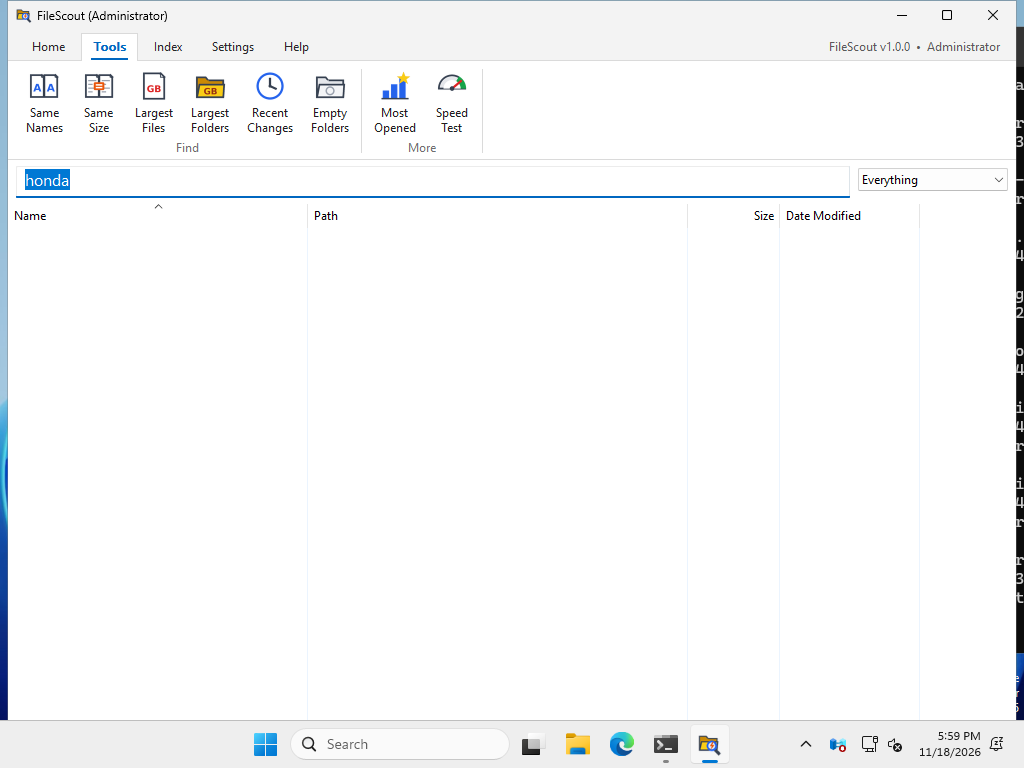 FileScout (Administrator)
Home Tools Index Settings Help FileScout v1.0.0 • Administrator
Same Names
Same Size
Largest Files
Largest Folders
Recent Changes
Empty Folders
Most Opened
Speed Test
Find More
honda Everything
Name Path Size Date Modified
Search
5:59 PM
11/18/2026